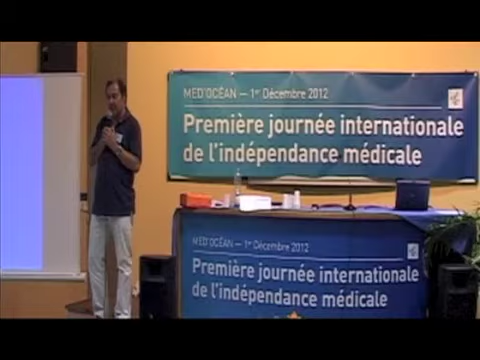 MED'OCÉAN — 1er Décembre 2012
Première journée internationale
de l'indépendance médicale
MED'OCÉAN — 1er Décembre 2012
Première journée internationale
de l'indépendance médicale